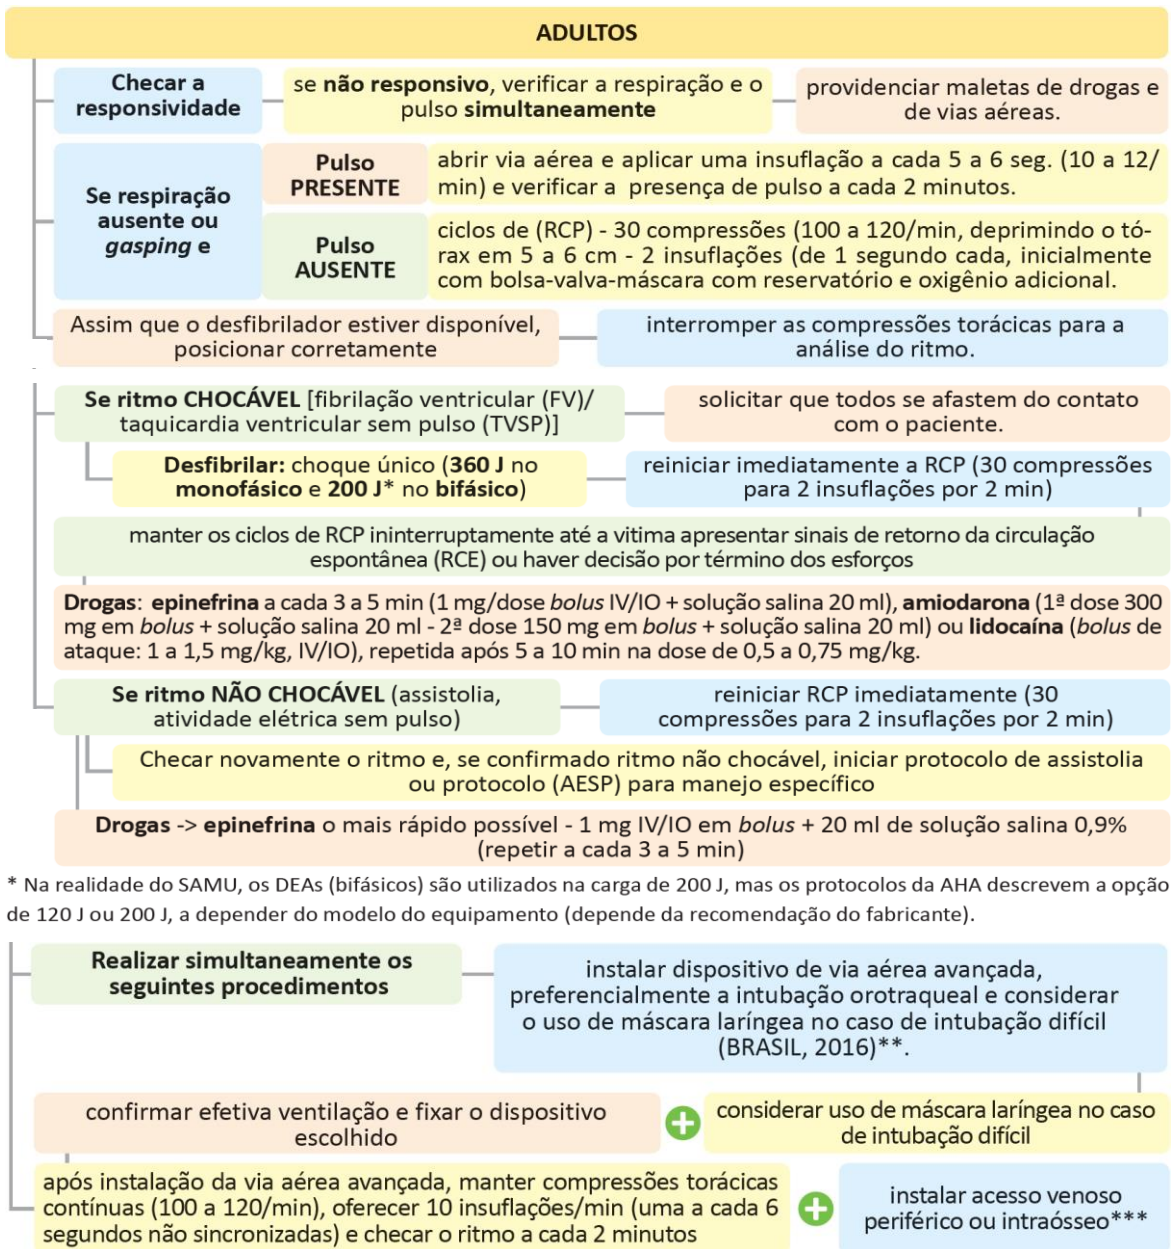 ADULTOS
Checar a
responsividade
se não responsivo, verificar a respiração e o
pulso simultaneamente
providenciar maletas de drogas e
de vias aéreas.
Se respiração
ausente ou
gasping e
Pulso
PRESENTE
abrir via aérea e aplicar uma insuflação a cada 5 a 6 seg. (10 a 12/
min) e verificar a presença de pulso a cada 2 minutos.
Pulso
AUSENTE
ciclos de (RCP) - 30 compressões (100 a 120/min, deprimindo o tó-
rax em 5 a 6 cm - 2 insuflações (de 1 segundo cada, inicialmente
com bolsa-valva-máscara com reservatório e oxigênio adicional.
Assim que o desfibrilador estiver disponível,
posicionar corretamente
interromper as compressões torácicas para a
análise do ritmo.
Se ritmo CHOCÁVEL [fibrilação ventricular (FV)/
taquicardia ventricular sem pulso (TVSP)]
solicitar que todos se afastem do contato
com o paciente.
Desfibrilar: choque único (360 J no
monofásico e 200 J* no bifásico)
reiniciar imediatamente a RCP (30 compressões
para 2 insuflações por 2 min)
manter os ciclos de RCP ininterruptamente até a vitima apresentar sinais de retorno da circulação
espontânea (RCE) ou haver decisão por término dos esforços
Drogas: epinefrina a cada 3 a 5 min (1 mg/dose bolus IV/IO + solução salina 20 ml), amiodarona (1ª dose 300
mg em bolus + solução salina 20 ml - 2ª dose 150 mg em bolus + solução salina 20 ml) ou lidocaína (bolus de
ataque: 1 a 1,5 mg/kg, IV/IO), repetida após 5 a 10 min na dose de 0,5 a 0,75 mg/kg.
Se ritmo NÃO CHOCÁVEL (assistolia,
atividade elétrica sem pulso)
reiniciar RCP imediatamente (30
compressões para 2 insuflações por 2 min)
Checar novamente o ritmo e, se confirmado ritmo não chocável, iniciar protocolo de assistolia
ou protocolo (AESP) para manejo específico
Drogas -> epinefrina o mais rápido possível - 1 mg IV/IO em bolus + 20 ml de solução salina 0,9%
(repetir a cada 3 a 5 min)
* Na realidade do SAMU, os DEAs (bifásicos) são utilizados na carga de 200 J, mas os protocolos da AHA descrevem a opção
de 120 J ou 200 J, a depender do modelo do equipamento (depende da recomendação do fabricante).
Realizar simultaneamente os
seguintes procedimentos
instalar dispositivo de via aérea avançada,
preferencialmente a intubação orotraqueal e considerar
o uso de máscara laríngea no caso de intubação difícil
(BRASIL, 2016)**.
confirmar efetiva ventilação e fixar o dispositivo
escolhido
considerar uso de máscara laríngea no caso
de intubação difícil
após instalação da via aérea avançada, manter compressões torácicas
contínuas (100 a 120/min), oferecer 10 insuflações/min (uma a cada 6
segundos não sincronizadas) e checar o ritmo a cada 2 minutos
instalar acesso venoso
periférico ou intraósseo***